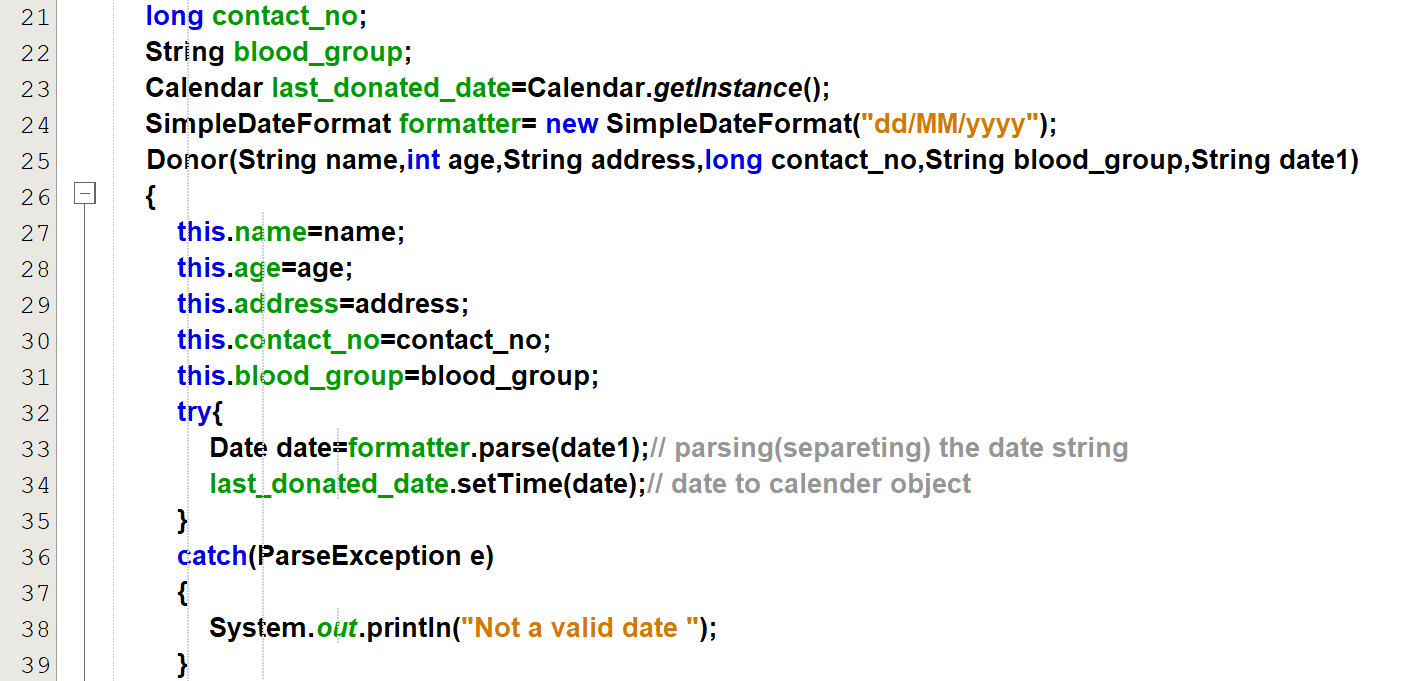 21 long contact_no;
22 String blood_group;
23 Calendar last_donated_date=Calendar.getInstance();
24 SimpleDateFormat formatter= new SimpleDateFormat("dd/MM/yyyy");
25 Donor(String name,int age,String address,long contact_no,String blood_group,String date1)
26 {
27 this.name=name;
28 this.age=age;
29 this.address=address;
30 this.contact_no=contact_no;
31 this.blood_group=blood_group;
32 try{
33 Date date=formatter.parse(date1);// parsing(separeting) the date string
34 last_donated_date.setTime(date);// date to calender object
35 }
36 catch(ParseException e)
37 {
38 System.out.println("Not a valid date ");
39 }